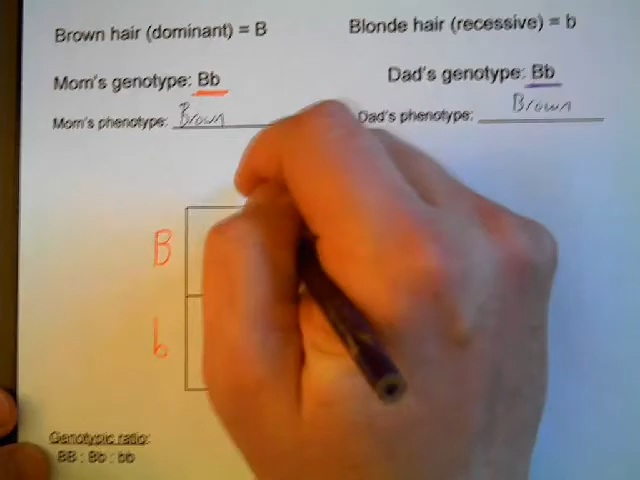 Brown hair (dominant) = B
Blonde hair (recessive) = b
Mom's genotype: Bb
Dad's genotype: Bb
Mom's phenotype: Brown
Dad's phenotype: Brown
B
b
Genotypic ratio:
BB : Bb : bb